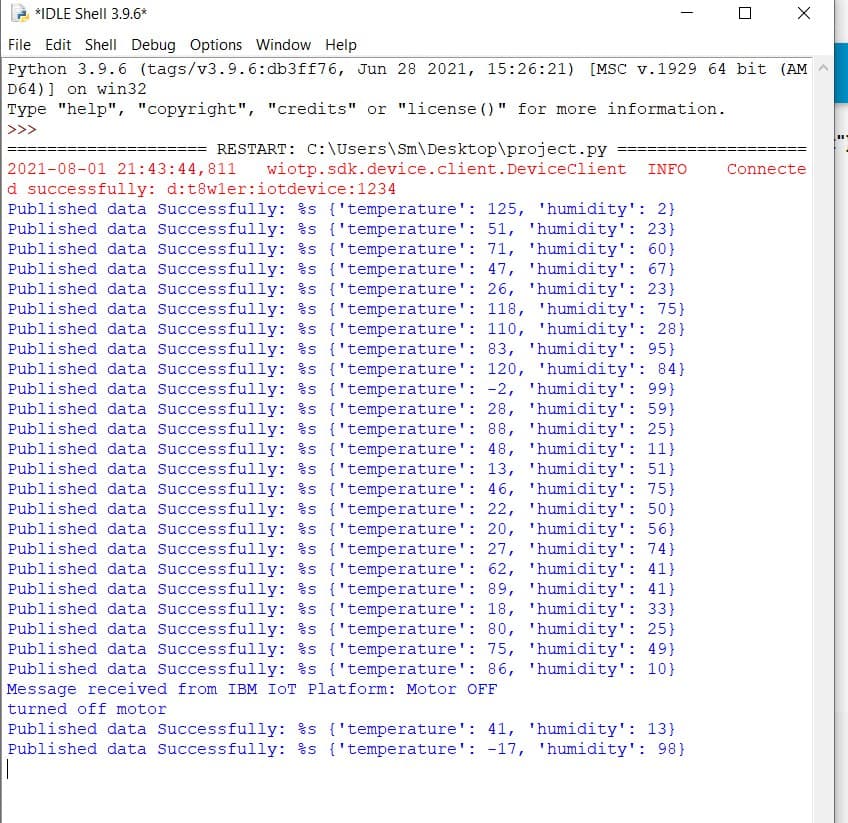 *IDLE Shell 3.9.6*
File Edit Shell Debug Options Window Help
Python 3.9.6 (tags/v3.9.6:db3ff76, Jun 28 2021, 15:26:21) [MSC v.1929 64 bit (AM
D64)] on win32
Type "help", "copyright", "credits" or "license()" for more information.
>>>
==================== RESTART: C:\Users\Sm\Desktop\project.py ===================
2021-08-01 21:43:44,811   wiotp.sdk.device.client.DeviceClient  INFO    Connecte
d successfully: d:t8w1er:iotdevice:1234
Published data Successfully: %s {'temperature': 125, 'humidity': 2}
Published data Successfully: %s {'temperature': 51, 'humidity': 23}
Published data Successfully: %s {'temperature': 71, 'humidity': 60}
Published data Successfully: %s {'temperature': 47, 'humidity': 67}
Published data Successfully: %s {'temperature': 26, 'humidity': 23}
Published data Successfully: %s {'temperature': 118, 'humidity': 75}
Published data Successfully: %s {'temperature': 110, 'humidity': 28}
Published data Successfully: %s {'temperature': 83, 'humidity': 95}
Published data Successfully: %s {'temperature': 120, 'humidity': 84}
Published data Successfully: %s {'temperature': -2, 'humidity': 99}
Published data Successfully: %s {'temperature': 28, 'humidity': 59}
Published data Successfully: %s {'temperature': 88, 'humidity': 25}
Published data Successfully: %s {'temperature': 48, 'humidity': 11}
Published data Successfully: %s {'temperature': 13, 'humidity': 51}
Published data Successfully: %s {'temperature': 46, 'humidity': 75}
Published data Successfully: %s {'temperature': 22, 'humidity': 50}
Published data Successfully: %s {'temperature': 20, 'humidity': 56}
Published data Successfully: %s {'temperature': 27, 'humidity': 74}
Published data Successfully: %s {'temperature': 62, 'humidity': 41}
Published data Successfully: %s {'temperature': 89, 'humidity': 41}
Published data Successfully: %s {'temperature': 18, 'humidity': 33}
Published data Successfully: %s {'temperature': 80, 'humidity': 25}
Published data Successfully: %s {'temperature': 75, 'humidity': 49}
Published data Successfully: %s {'temperature': 86, 'humidity': 10}
Message received from IBM IoT Platform: Motor OFF
turned off motor
Published data Successfully: %s {'temperature': 41, 'humidity': 13}
Published data Successfully: %s {'temperature': -17, 'humidity': 98}